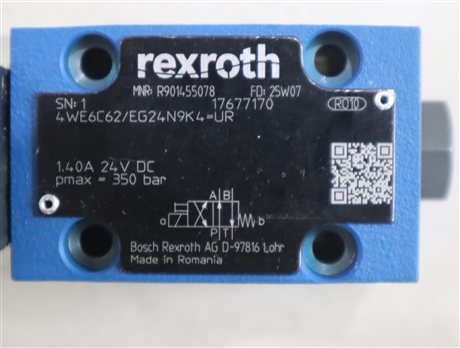 rexroth
MNR: R901455078 FD: 25W07
SN: 1 17677170 RO10
4WE6C62/EG24N9K4=UR
1.40A 24V DC
pmax = 350 bar
A B
a b
P T
Bosch Rexroth AG D-97816 Lohr
Made in Romania